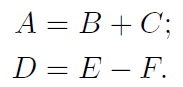 A = B + C;
D = E − F.